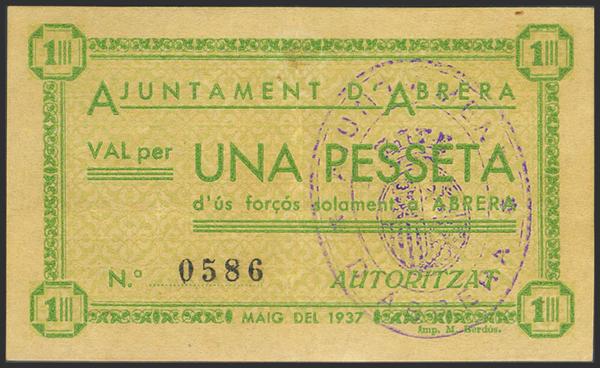 1 1
AJUNTAMENT D'ABRERA
VAL per UNA PESSETA
d'ús forçós solament a ABRERA
N.º 0586 AUTORITZAT
1 MAIG DEL 1937 1
Imp. M. Berdós.